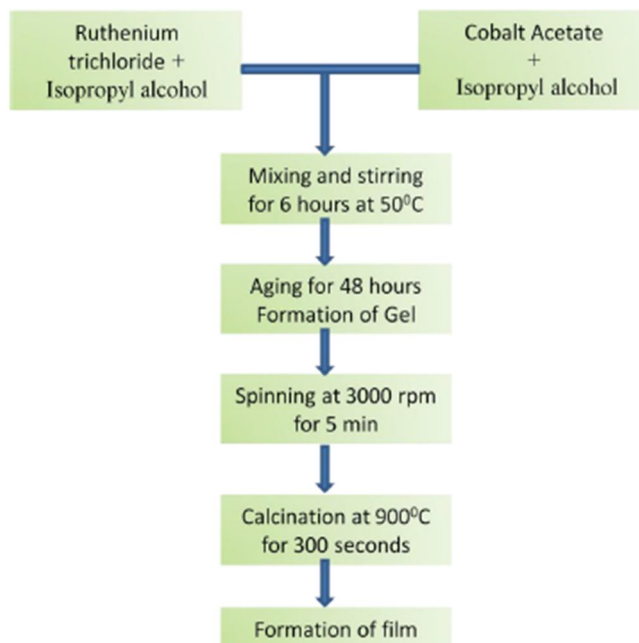 Ruthenium
trichloride +
Isopropyl alcohol
Cobalt Acetate
+
Isopropyl alcohol
Mixing and stirring
for 6 hours at 50⁰C
Aging for 48 hours
Formation of Gel
Spinning at 3000 rpm
for 5 min
Calcination at 900⁰C
for 300 seconds
Formation of film